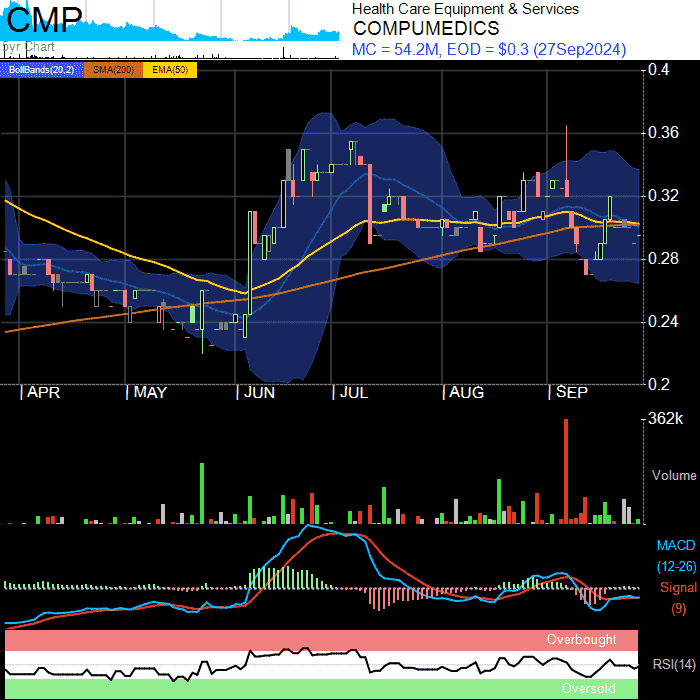 CMP
5yr Chart
Health Care Equipment & Services
COMPUMEDICS
MC = 54.2M, EOD = $0.3 (27Sep2024)
BollBands(20,2) SMA(200) EMA(50)
0.4
0.36
0.32
0.28
0.24
0.2
| APR | MAY | JUN | JUL | AUG | SEP
362k
Volume
MACD
(12-26)
Signal
(9)
Overbought
RSI(14)
Oversold